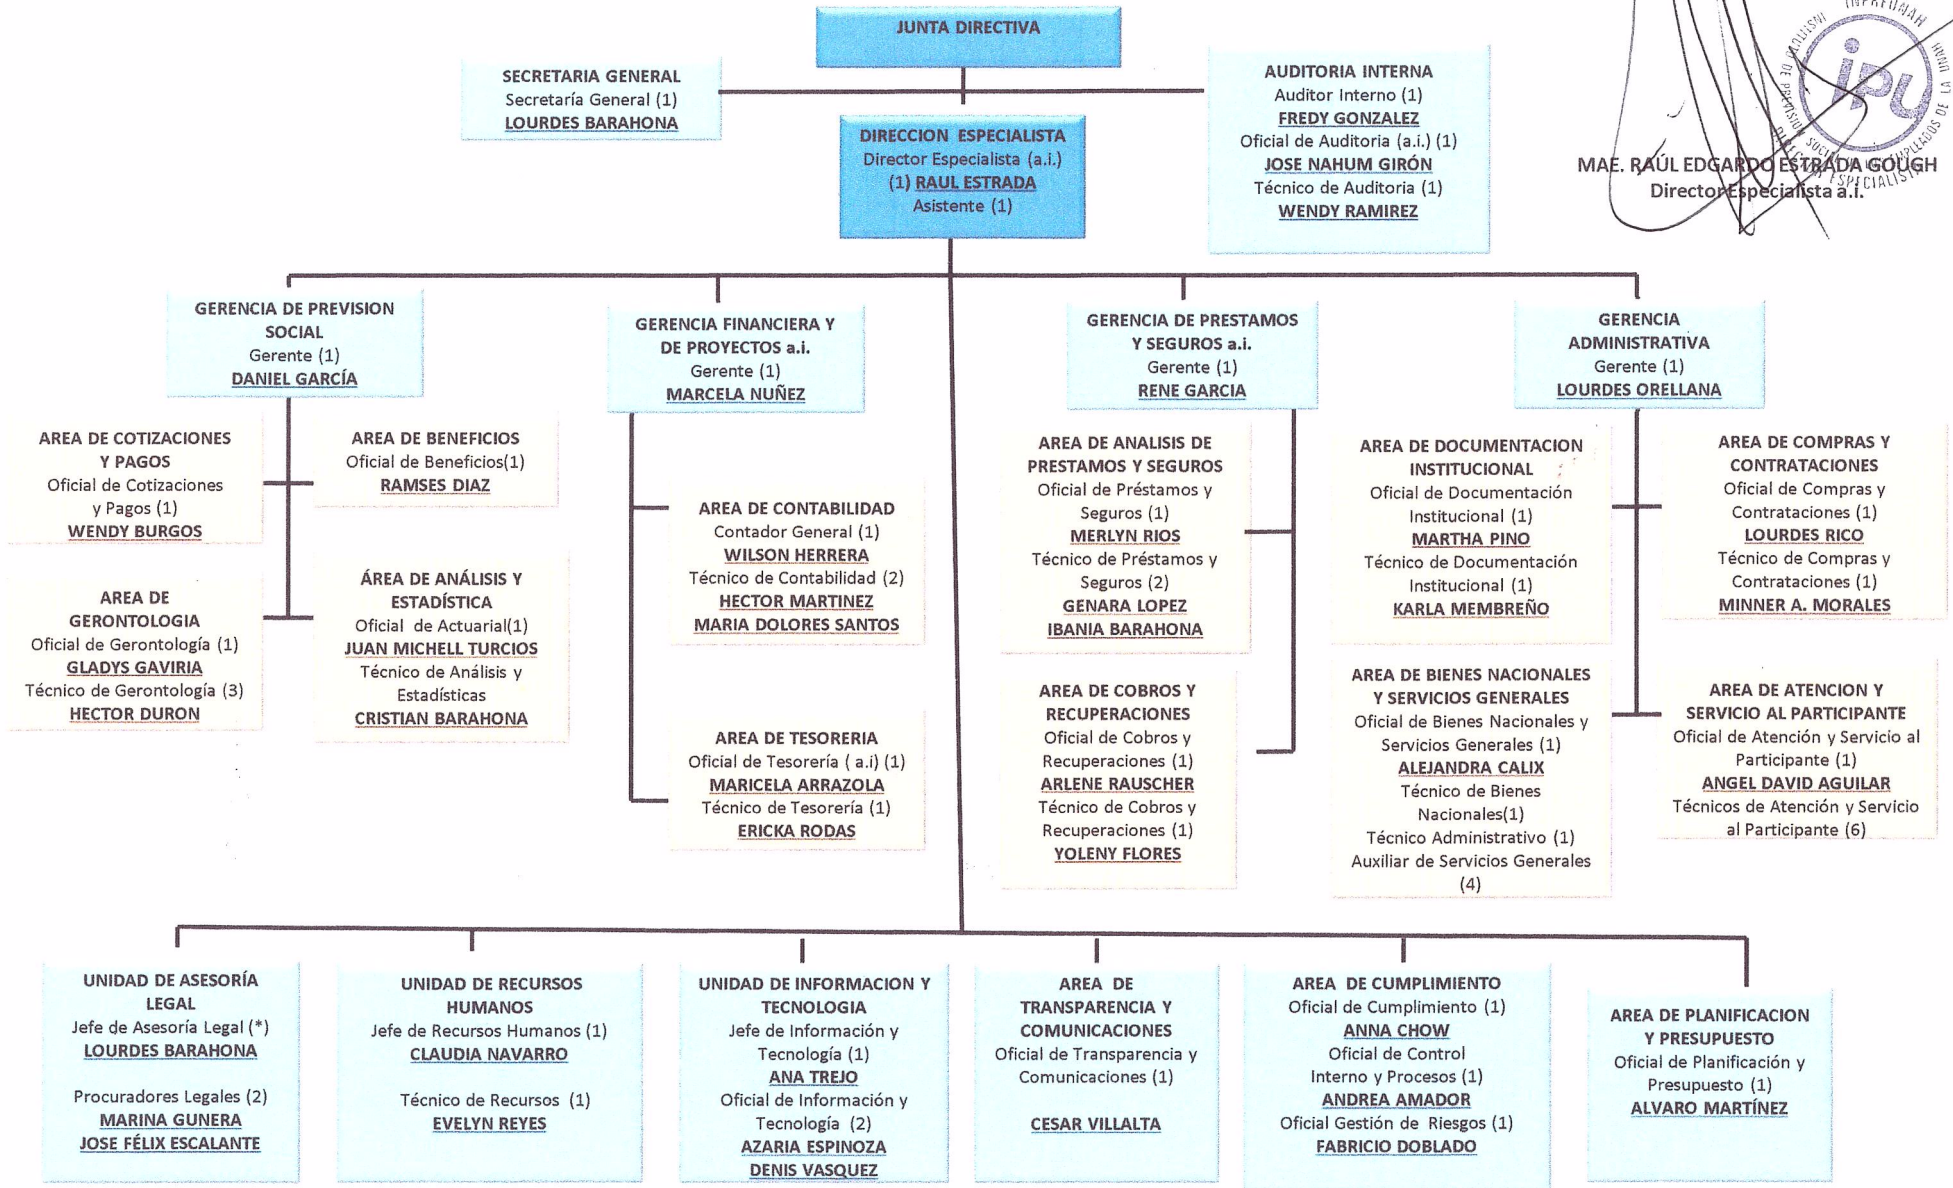 JUNTA DIRECTIVA
SECRETARIA GENERAL
Secretaría General (1)
LOURDES BARAHONA
DIRECCION ESPECIALISTA
Director Especialista (a.i.)
(1) RAUL ESTRADA
Asistente (1)
AUDITORIA INTERNA
Auditor Interno (1)
FREDY GONZALEZ
Oficial de Auditoria (a.i.) (1)
JOSE NAHUM GIRÓN
Técnico de Auditoria (1)
WENDY RAMIREZ
ipu
MAE. RAÚL EDGARDO ESTRADA GOUGH
Director Especialista a.i.
GERENCIA DE PREVISION
SOCIAL
Gerente (1)
DANIEL GARCÍA
GERENCIA FINANCIERA Y
DE PROYECTOS a.i.
Gerente (1)
MARCELA NUÑEZ
GERENCIA DE PRESTAMOS
Y SEGUROS a.i.
Gerente (1)
RENE GARCIA
GERENCIA
ADMINISTRATIVA
Gerente (1)
LOURDES ORELLANA
AREA DE COTIZACIONES
Y PAGOS
Oficial de Cotizaciones
y Pagos (1)
WENDY BURGOS
AREA DE BENEFICIOS
Oficial de Beneficios(1)
RAMSES DIAZ
AREA DE
GERONTOLOGIA
Oficial de Gerontología (1)
GLADYS GAVIRIA
Técnico de Gerontología (3)
HECTOR DURON
ÁREA DE ANÁLISIS Y
ESTADÍSTICA
Oficial de Actuarial(1)
JUAN MICHELL TURCIOS
Técnico de Análisis y
Estadísticas
CRISTIAN BARAHONA
AREA DE CONTABILIDAD
Contador General (1)
WILSON HERRERA
Técnico de Contabilidad (2)
HECTOR MARTINEZ
MARIA DOLORES SANTOS
AREA DE TESORERIA
Oficial de Tesorería ( a.i) (1)
MARICELA ARRAZOLA
Técnico de Tesorería (1)
ERICKA RODAS
AREA DE ANALISIS DE
PRESTAMOS Y SEGUROS
Oficial de Préstamos y
Seguros (1)
MERLYN RIOS
Técnico de Préstamos y
Seguros (2)
GENARA LOPEZ
IBANIA BARAHONA
AREA DE COBROS Y
RECUPERACIONES
Oficial de Cobros y
Recuperaciones (1)
ARLENE RAUSCHER
Técnico de Cobros y
Recuperaciones (1)
YOLENY FLORES
AREA DE DOCUMENTACION
INSTITUCIONAL
Oficial de Documentación
Institucional (1)
MARTHA PINO
Técnico de Documentación
Institucional (1)
KARLA MEMBREÑO
AREA DE BIENES NACIONALES
Y SERVICIOS GENERALES
Oficial de Bienes Nacionales y
Servicios Generales (1)
ALEJANDRA CALIX
Técnico de Bienes
Nacionales(1)
Técnico Administrativo (1)
Auxiliar de Servicios Generales
(4)
AREA DE COMPRAS Y
CONTRATACIONES
Oficial de Compras y
Contrataciones (1)
LOURDES RICO
Técnico de Compras y
Contrataciones (1)
MINNER A. MORALES
AREA DE ATENCION Y
SERVICIO AL PARTICIPANTE
Oficial de Atención y Servicio al
Participante (1)
ANGEL DAVID AGUILAR
Técnicos de Atención y Servicio
al Participante (6)
UNIDAD DE ASESORÍA
LEGAL
Jefe de Asesoría Legal (*)
LOURDES BARAHONA
Procuradores Legales (2)
MARINA GUNERA
JOSE FÉLIX ESCALANTE
UNIDAD DE RECURSOS
HUMANOS
Jefe de Recursos Humanos (1)
CLAUDIA NAVARRO
Técnico de Recursos (1)
EVELYN REYES
UNIDAD DE INFORMACION Y
TECNOLOGIA
Jefe de Información y
Tecnología (1)
ANA TREJO
Oficial de Información y
Tecnología (2)
AZARIA ESPINOZA
DENIS VASQUEZ
AREA DE
TRANSPARENCIA Y
COMUNICACIONES
Oficial de Transparencia y
Comunicaciones (1)
CESAR VILLALTA
AREA DE CUMPLIMIENTO
Oficial de Cumplimiento (1)
ANNA CHOW
Oficial de Control
Interno y Procesos (1)
ANDREA AMADOR
Oficial Gestión de Riesgos (1)
FABRICIO DOBLADO
AREA DE PLANIFICACION
Y PRESUPUESTO
Oficial de Planificación y
Presupuesto (1)
ALVARO MARTÍNEZ